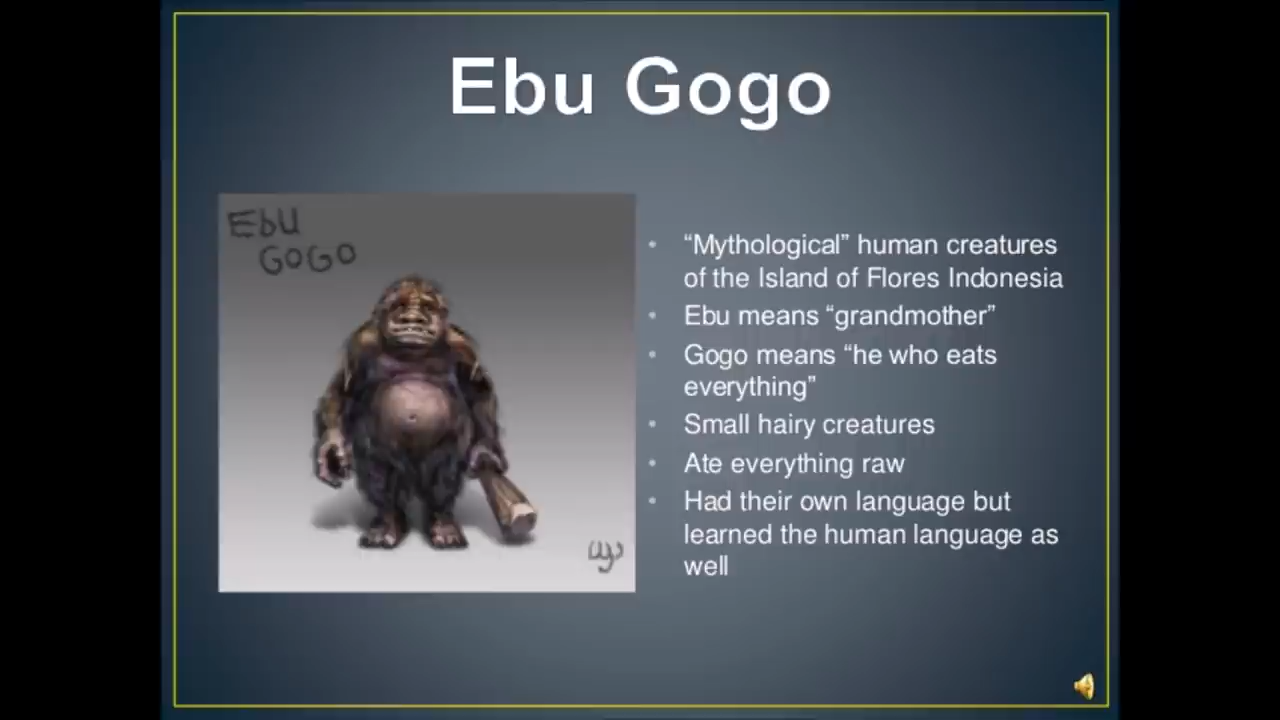 Ebu Gogo
EbU
GoGo
“Mythological” human creatures
of the Island of Flores Indonesia
Ebu means “grandmother”
Gogo means “he who eats
everything”
Small hairy creatures
Ate everything raw
Had their own language but
learned the human language as
well